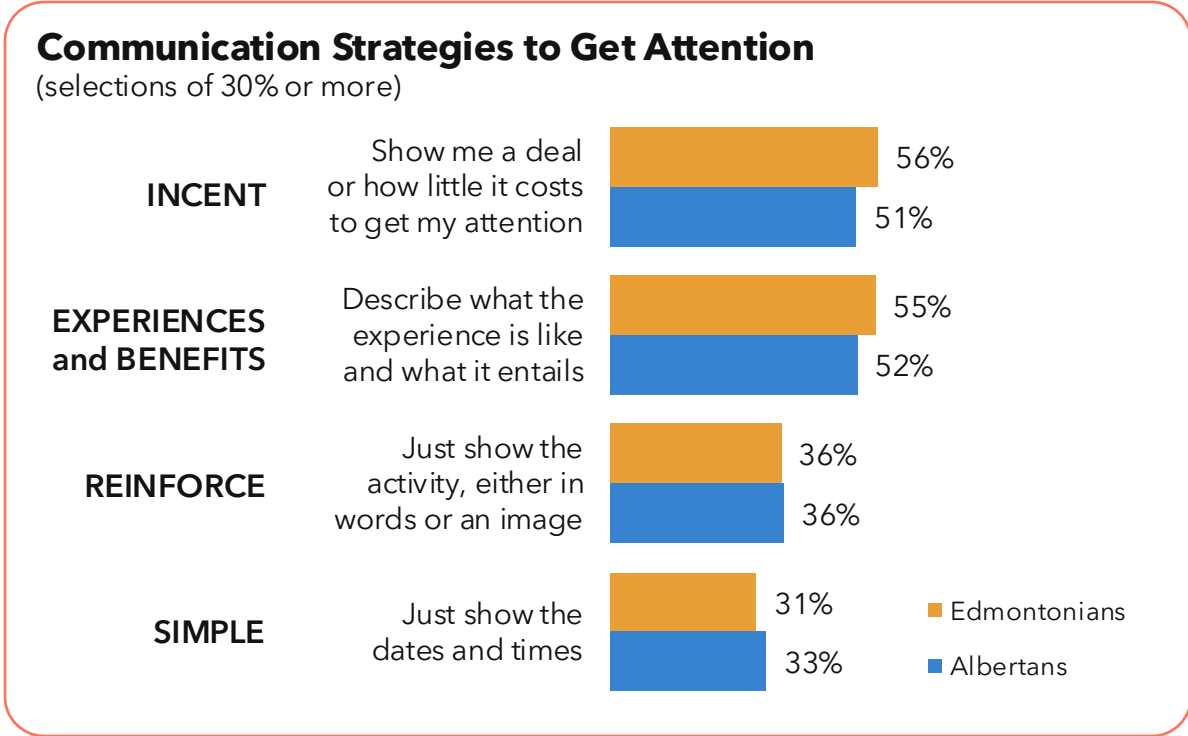 Communication Strategies to Get Attention
(selections of 30% or more)
INCENT
Show me a deal
or how little it costs
to get my attention
56%
51%
EXPERIENCES
and BENEFITS
Describe what the
experience is like
and what it entails
55%
52%
REINFORCE
Just show the
activity, either in
words or an image
36%
36%
SIMPLE
Just show the
dates and times
31%
33%
Edmontonians
Albertans